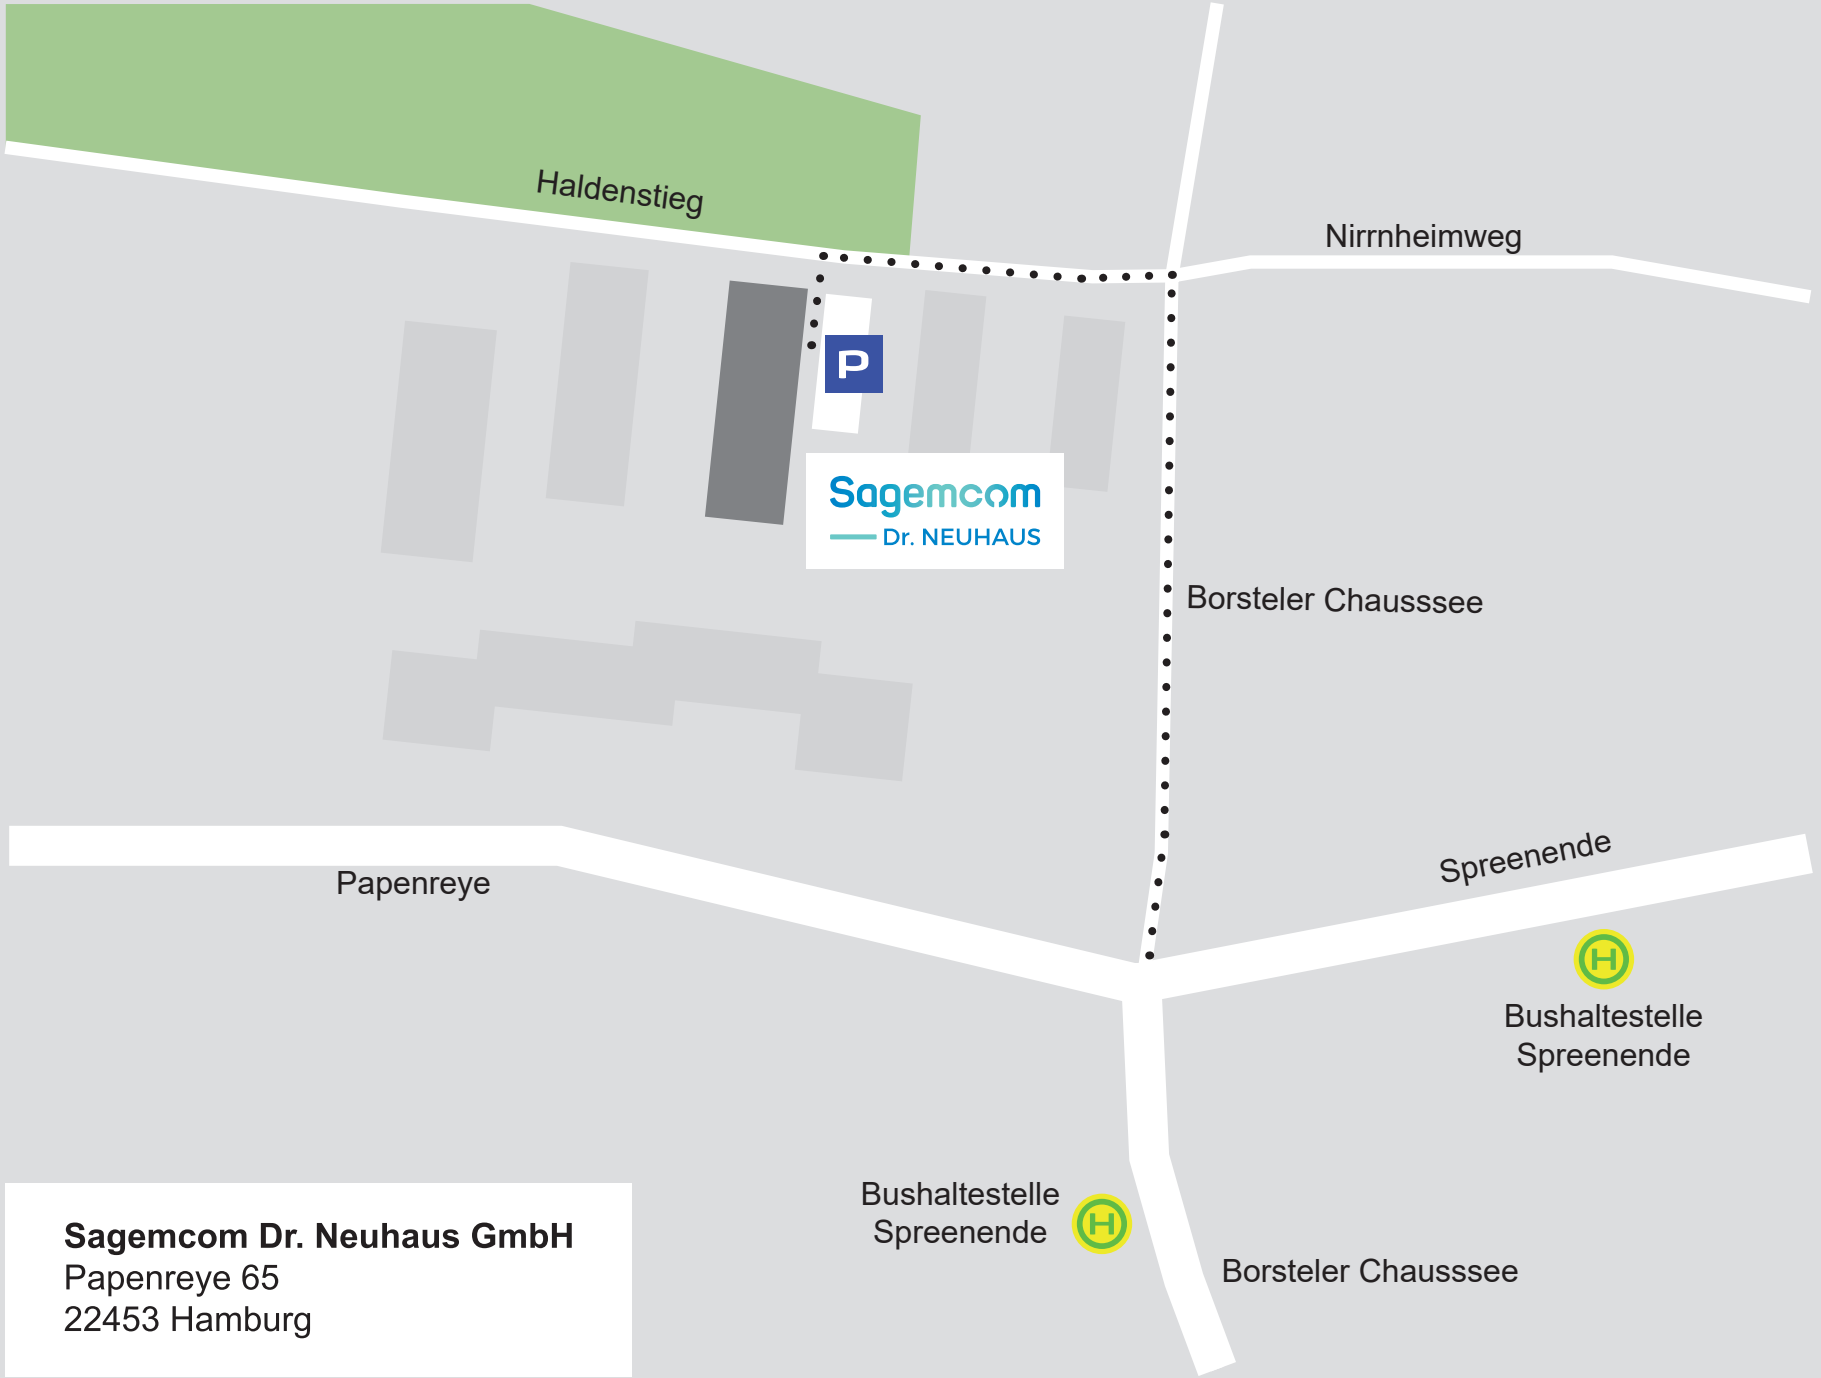 Haldenstieg
Nirrnheimweg
P
Sagemcom
Dr. NEUHAUS
Borsteler Chausssee
Spreenende
Papenreye
H
Bushaltestelle
Spreenende
Bushaltestelle
Spreenende
H
Borsteler Chausssee
Sagemcom Dr. Neuhaus GmbH
Papenreye 65
22453 Hamburg